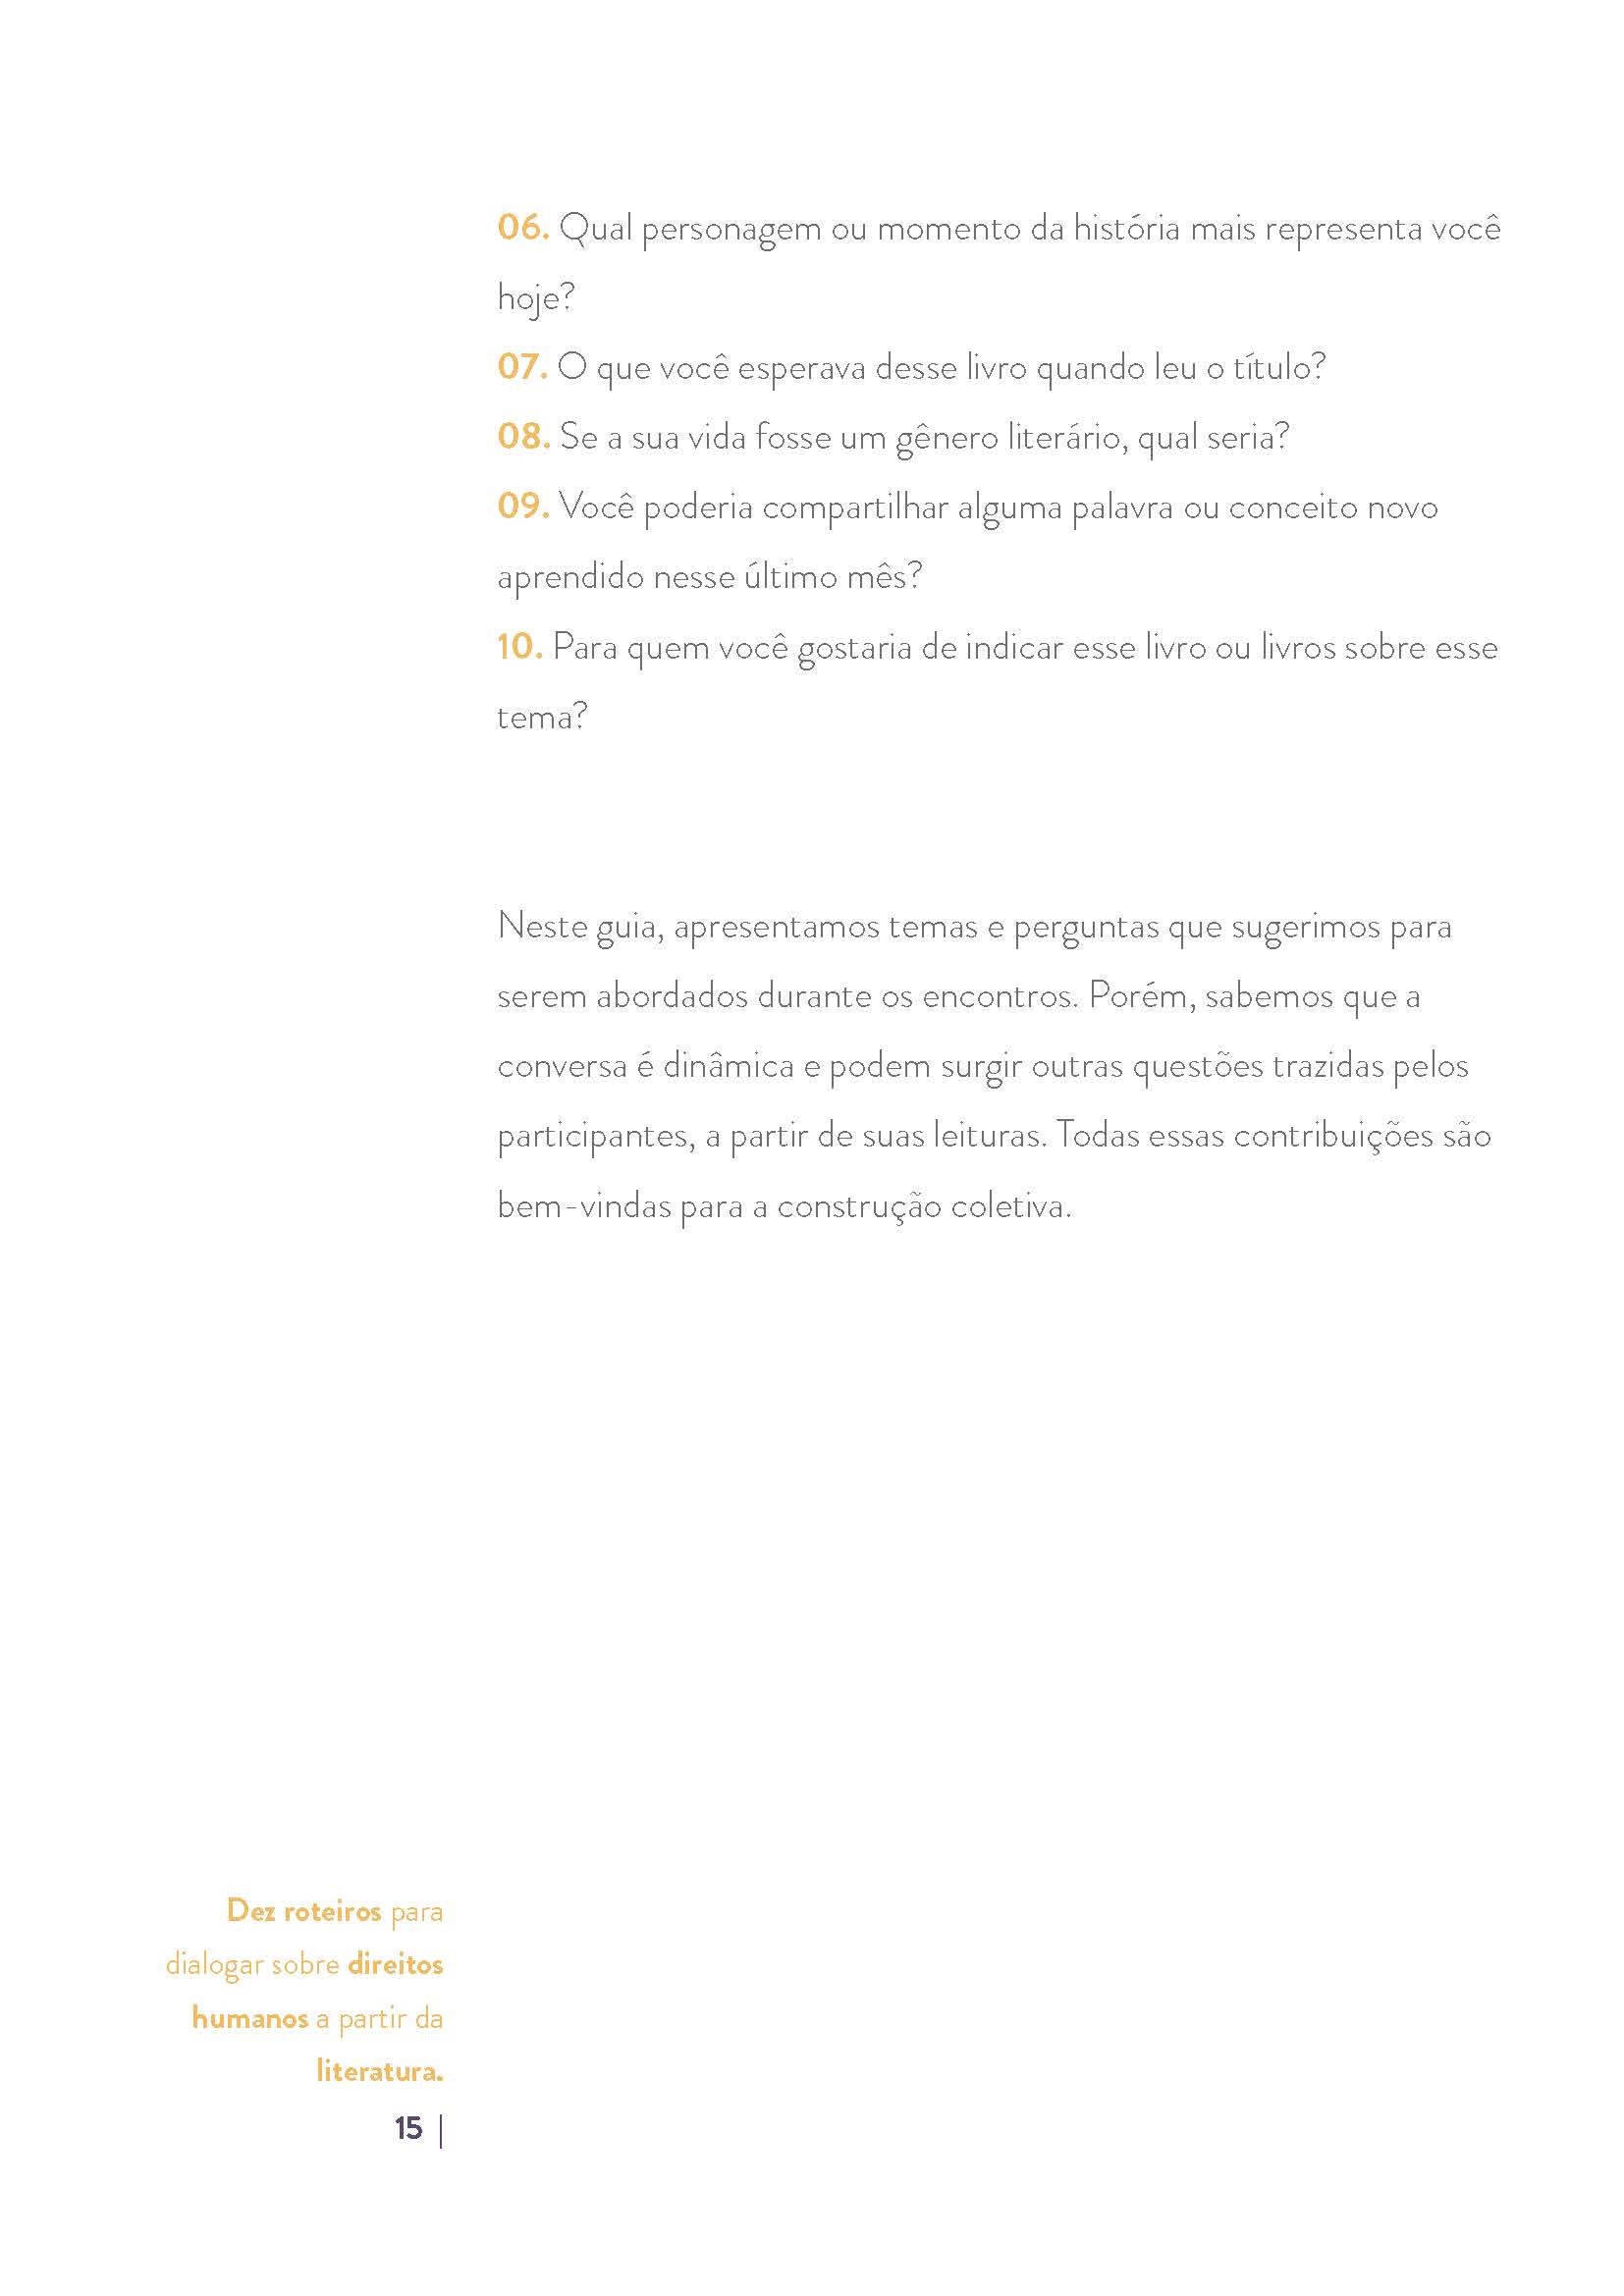 06. Qual personagem ou momento da história mais representa você
hoje?
07. O que você esperava desse livro quando leu o título?
08. Se a sua vida fosse um gênero literário, qual seria?
09. Você poderia compartilhar alguma palavra ou conceito novo
aprendido nesse último mês?
10. Para quem você gostaria de indicar esse livro ou livros sobre esse
tema?
Neste guia, apresentamos temas e perguntas que sugerimos para
serem abordados durante os encontros. Porém, sabemos que a
conversa é dinâmica e podem surgir outras questões trazidas pelos
participantes, a partir de suas leituras. Todas essas contribuições são
bem-vindas para a construção coletiva.
Dez roteiros para
dialogar sobre direitos
humanos a partir da
literatura.
15 |